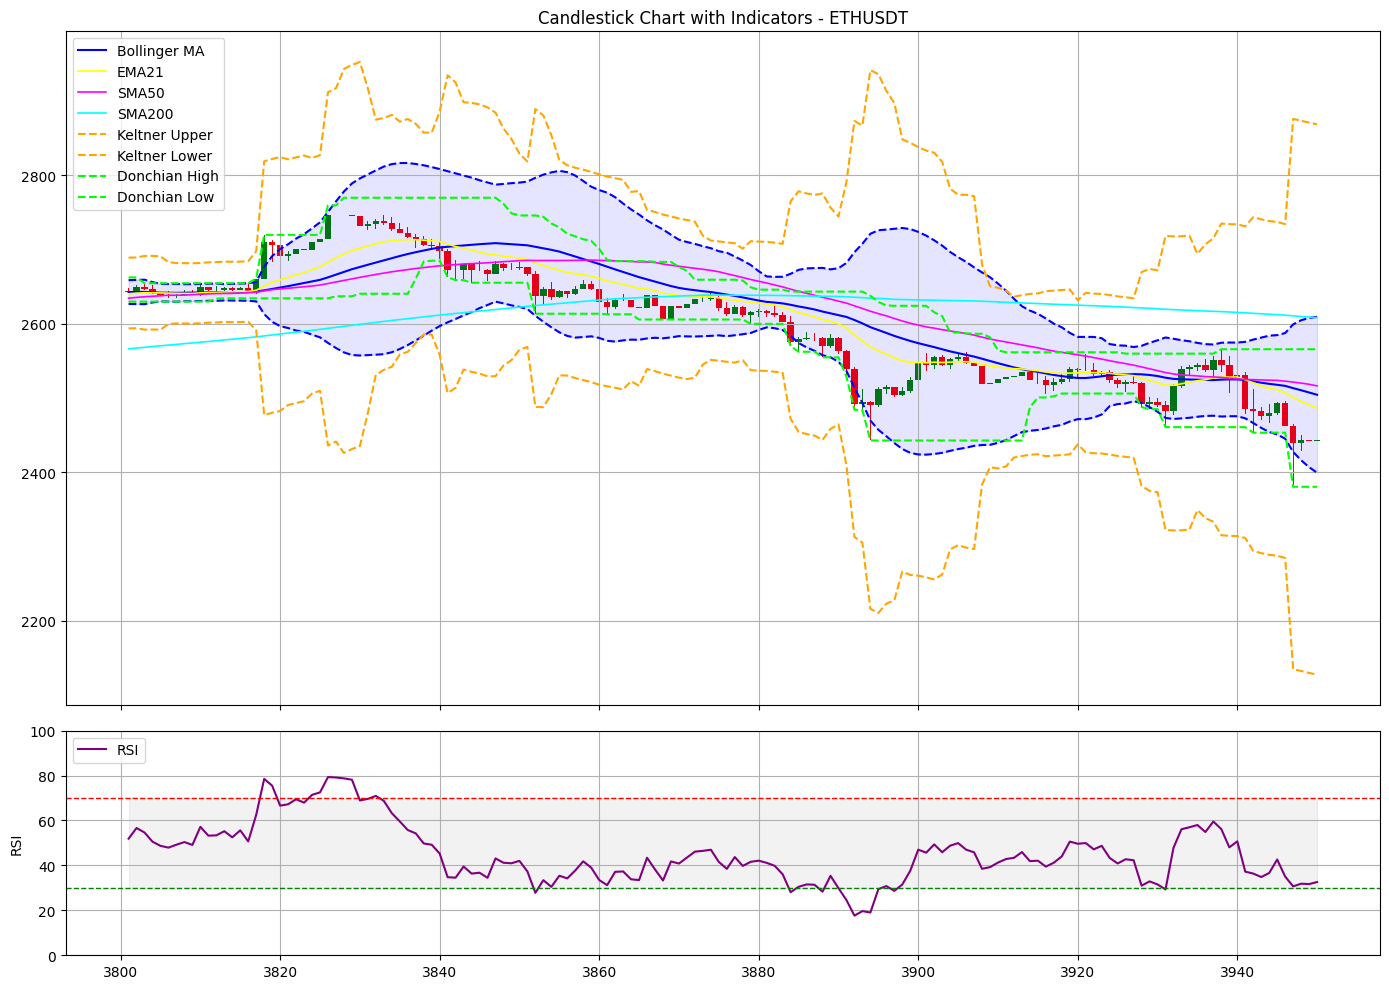 Candlestick Chart with Indicators - ETHUSDT
Bollinger MA
EMA21
SMA50
SMA200
Keltner Upper
Keltner Lower
Donchian High
Donchian Low
2800
2600
2400
2200
RSI
100
80
60
40
20
0
RSI
3800 3820 3840 3860 3880 3900 3920 3940